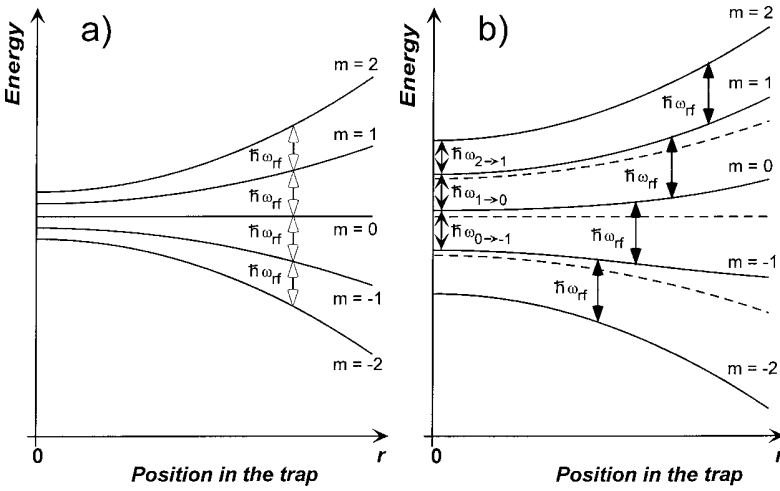 a)
Energy
m = 2
m = 1
m = 0
m = -1
m = -2
ħω_rf
ħω_rf
ħω_rf
ħω_rf
0
r
Position in the trap
b)
Energy
m = 2
m = 1
m = 0
m = -1
m = -2
ħω_rf
ħω_rf
ħω_rf
ħω_rf
ħω_2→1
ħω_1→0
ħω_0→-1
0
r
Position in the trap